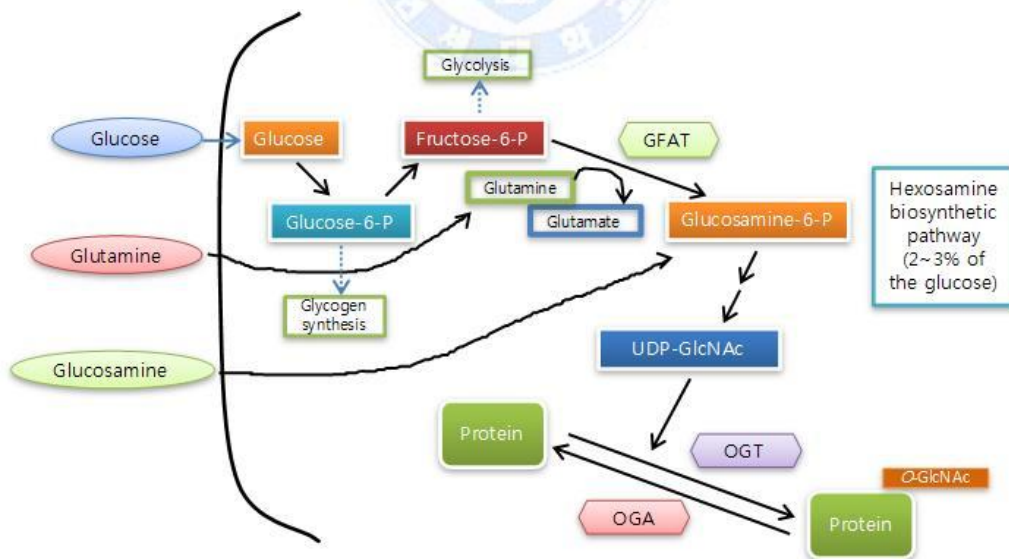 Glycolysis
Glucose
Glucose
Fructose-6-P
GFAT
Glutamine
Glutamate
Glucose-6-P
Glucosamine-6-P
Hexosamine
biosynthetic
pathway
(2~3% of
the glucose)
Glutamine
Glycogen
synthesis
UDP-GlcNAc
Glucosamine
Protein
OGT
O-GlcNAc
OGA
Protein